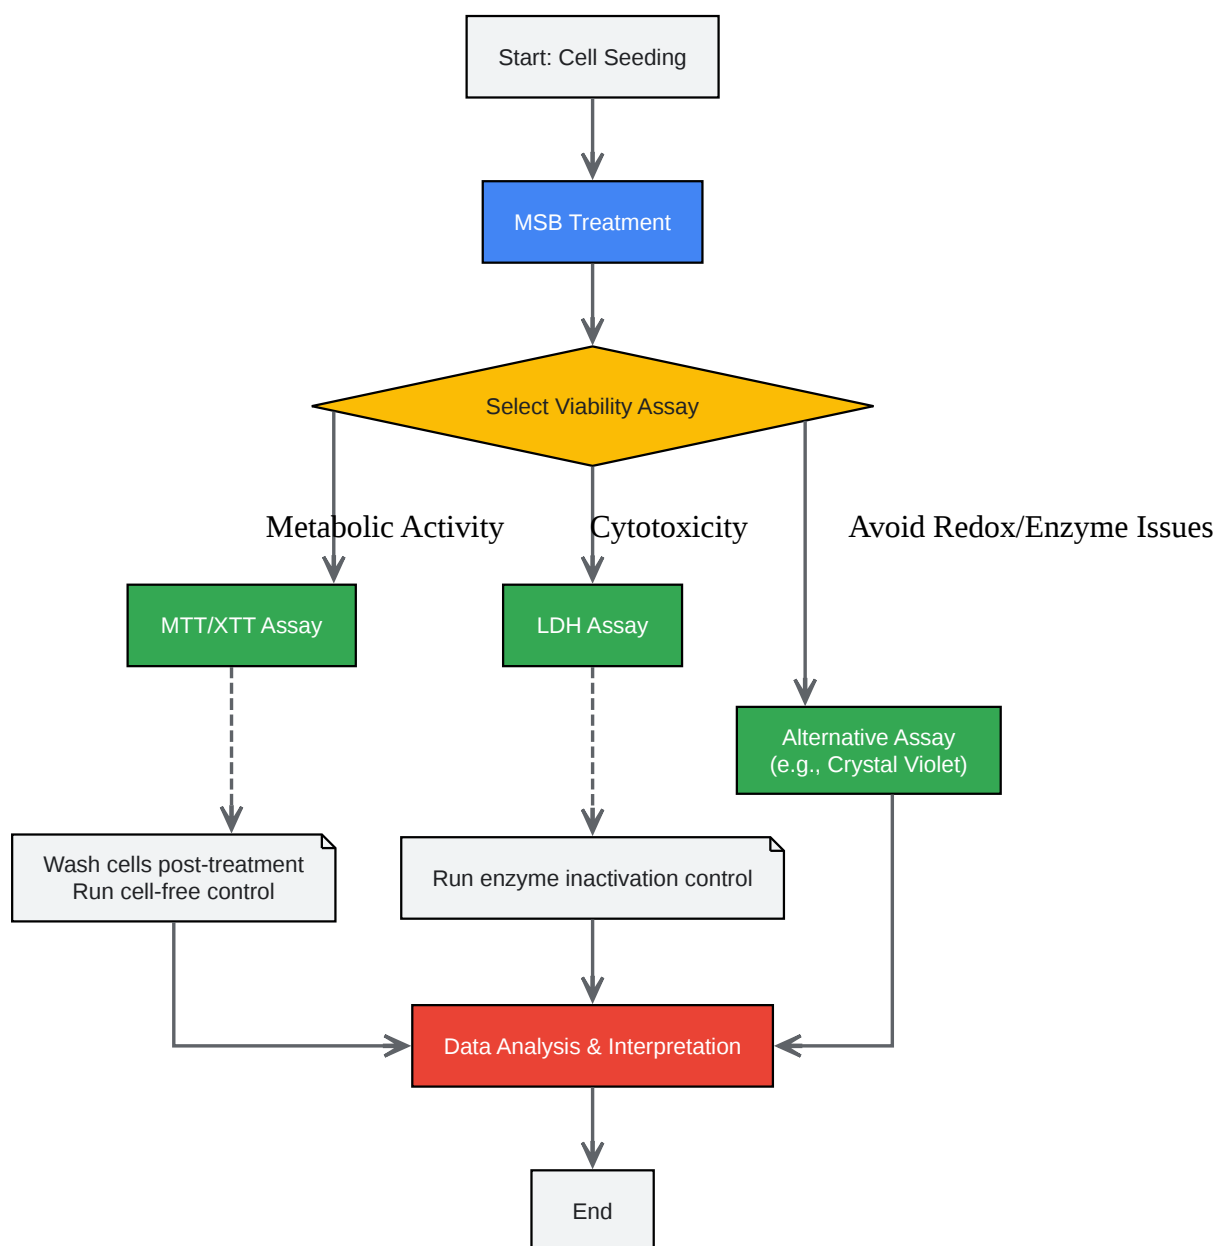 Start: Cell Seeding
MSB Treatment
Select Viability Assay
Metabolic Activity
Cytotoxicity
Avoid Redox/Enzyme Issues
MTT/XTT Assay
LDH Assay
Alternative Assay
(e.g., Crystal Violet)
Wash cells post-treatment
Run cell-free control
Run enzyme inactivation control
Data Analysis & Interpretation
End